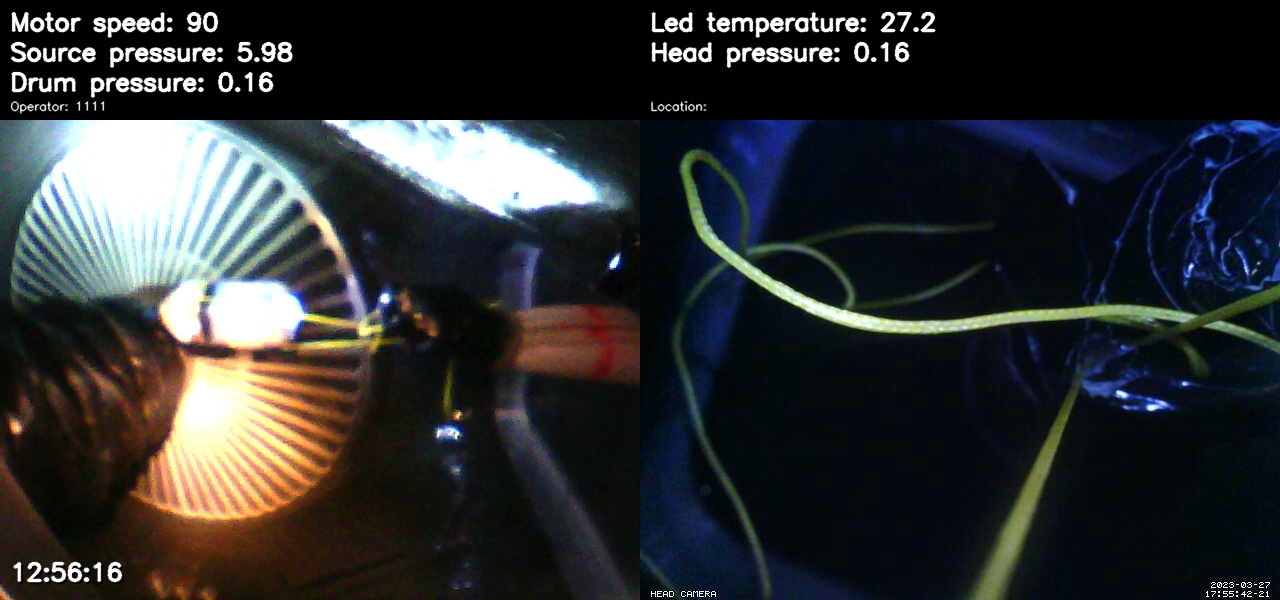 Motor speed: 90
Source pressure: 5.98
Drum pressure: 0.16
Operator: 1111
Led temperature: 27.2
Head pressure: 0.16
Location:
12:56:16
HEAD CAMERA
2023-03-27
17:55:42-21